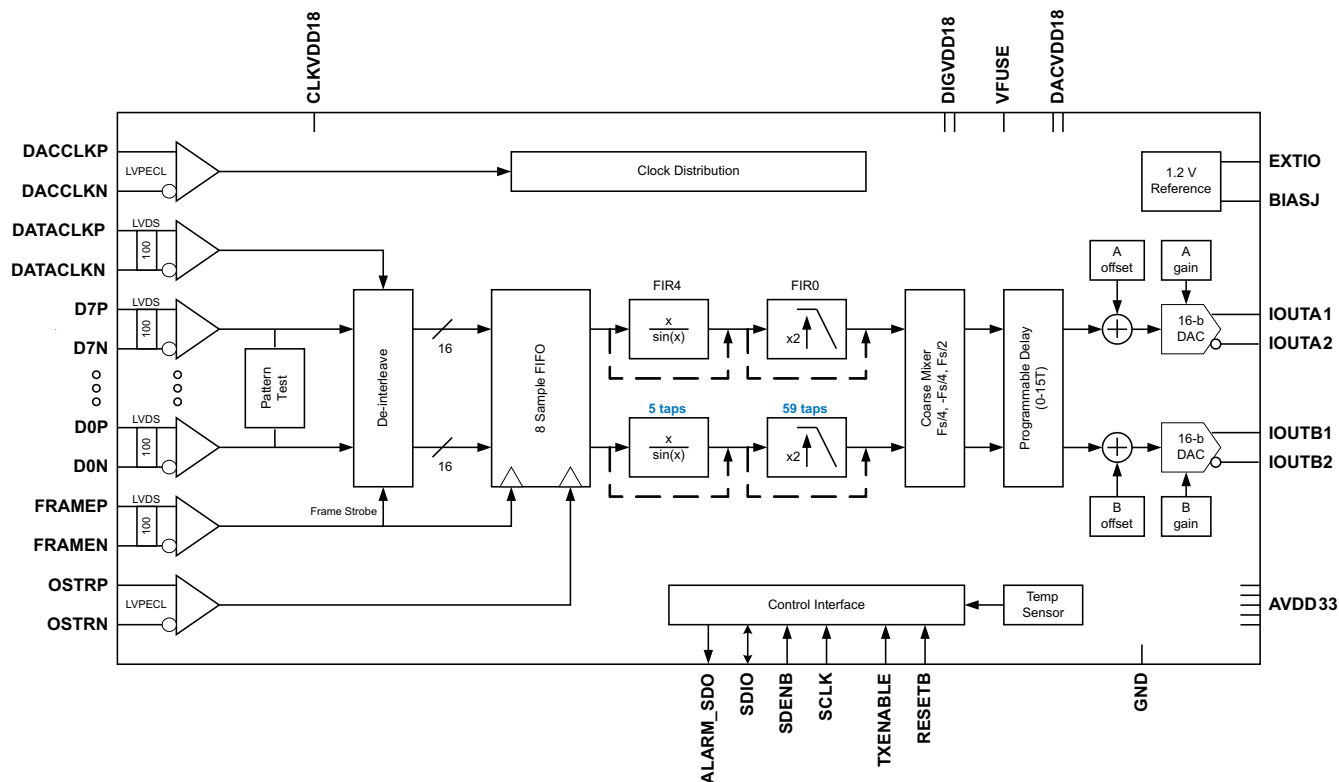 CLKVDD18
DIGVDD18
VFUSE
DACVDD18
DACCLKP
LVPECL
DACCLKN
Clock Distribution
1.2 V
Reference
EXTIO
BIASJ
DATACLKP
LVDS
100
DATACLKN
D7P
LVDS
100
D7N
Pattern
Test
D0P
LVDS
100
D0N
De-interleave
16
16
8 Sample FIFO
FIR4
x
sin(x)
FIR0
x2
5 taps
x
sin(x)
59 taps
x2
Coarse Mixer
Fs/4, -Fs/4, Fs/2
Programmable Delay
(0-15T)
A
offset
A
gain
16-b
DAC
IOUTA1
IOUTA2
16-b
DAC
IOUTB1
IOUTB2
B
offset
B
gain
FRAMEP
LVDS
100
FRAMEN
Frame Strobe
OSTRP
LVPECL
OSTRN
Control Interface
Temp
Sensor
AVDD33
ALARM_SDO
SDIO
SDENB
SCLK
TXENABLE
RESETB
GND